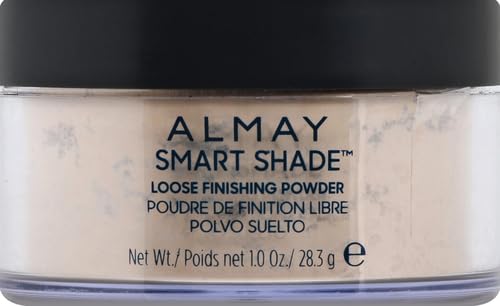 ALMAY
SMART SHADE™
LOOSE FINISHING POWDER
POUDRE DE FINITION LIBRE
POLVO SUELTO
Net Wt./ Poids net 1.0 Oz./ 28.3 g ℮